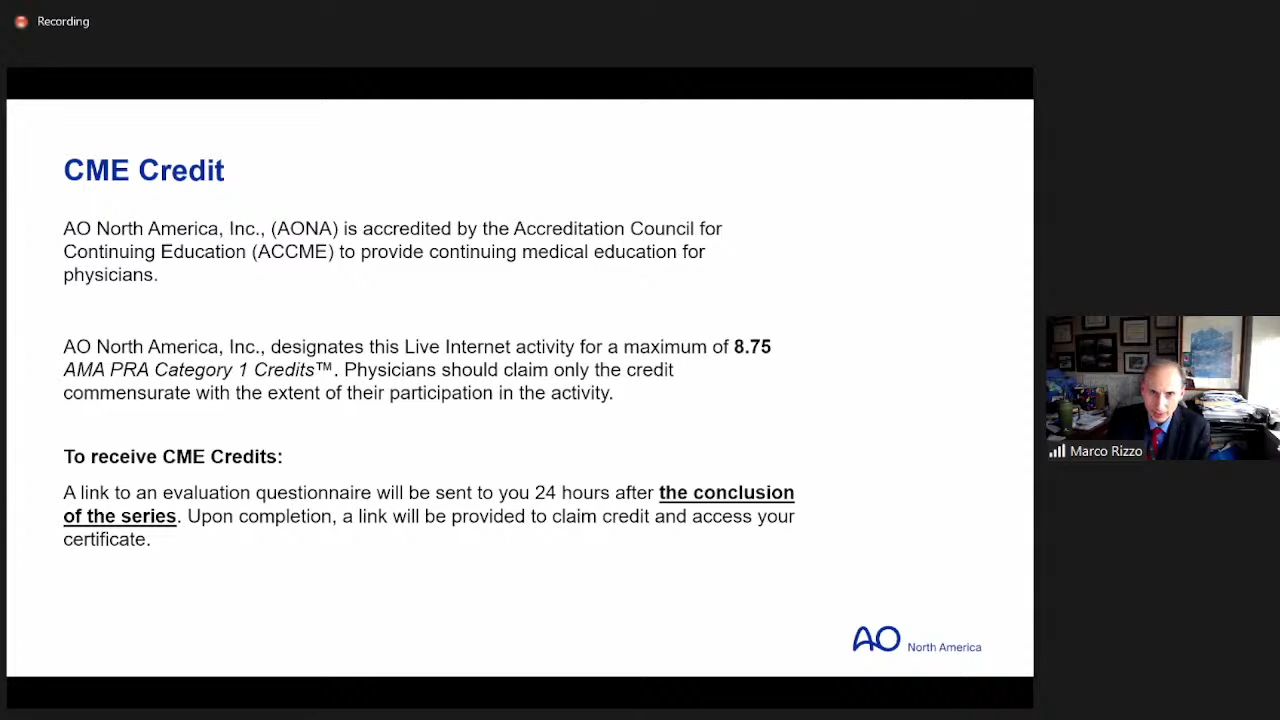 Recording
CME Credit
AO North America, Inc., (AONA) is accredited by the Accreditation Council for
Continuing Education (ACCME) to provide continuing medical education for
physicians.
AO North America, Inc., designates this Live Internet activity for a maximum of 8.75
AMA PRA Category 1 Credits™. Physicians should claim only the credit
commensurate with the extent of their participation in the activity.
To receive CME Credits:
A link to an evaluation questionnaire will be sent to you 24 hours after the conclusion
of the series. Upon completion, a link will be provided to claim credit and access your
certificate.
AO North America
Marco Rizzo